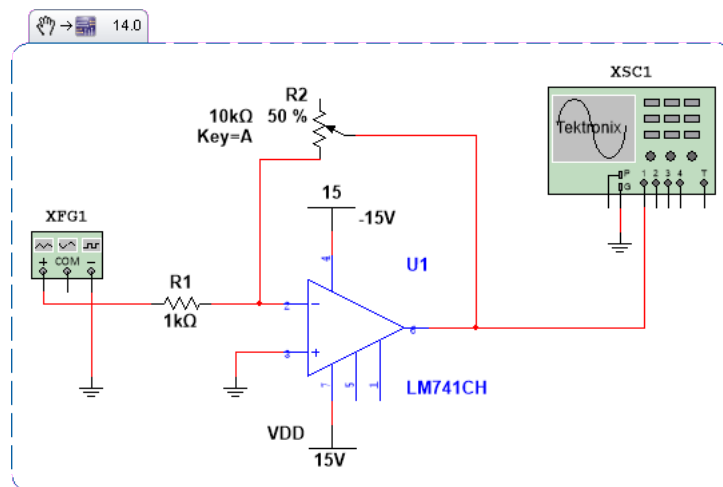 14.0
XSC1
Tektronix
P
G
1 2 3 4 T
R2
10kΩ 50 %
Key=A
15
-15V
XFG1
+ COM −
R1
1kΩ
U1
4
2 −
6
3 +
7 5 1
LM741CH
VDD
15V